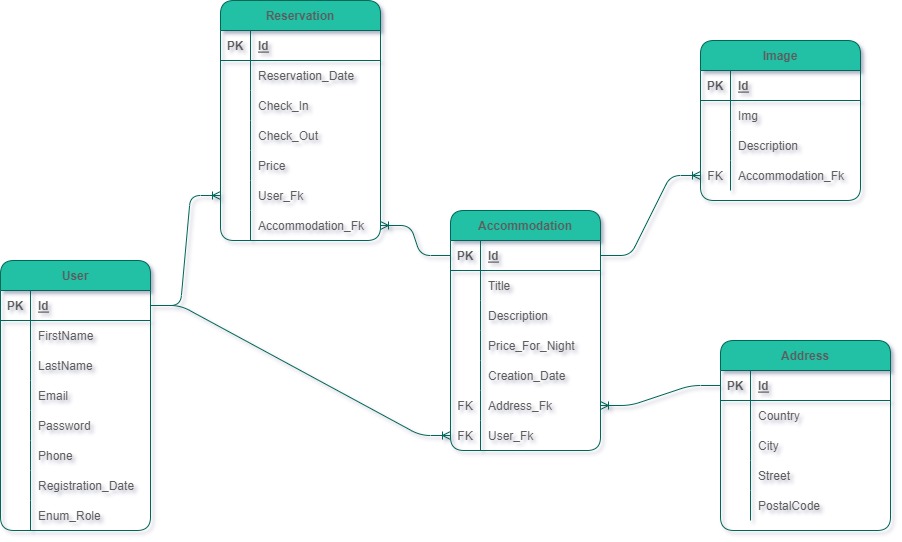 Reservation
PK Id
Reservation_Date
Check_In
Check_Out
Price
User_Fk
Accommodation_Fk
Image
PK Id
Img
Description
FK Accommodation_Fk
Accommodation
PK Id
Title
Description
Price_For_Night
Creation_Date
FK Address_Fk
FK User_Fk
User
PK Id
FirstName
LastName
Email
Password
Phone
Registration_Date
Enum_Role
Address
PK Id
Country
City
Street
PostalCode